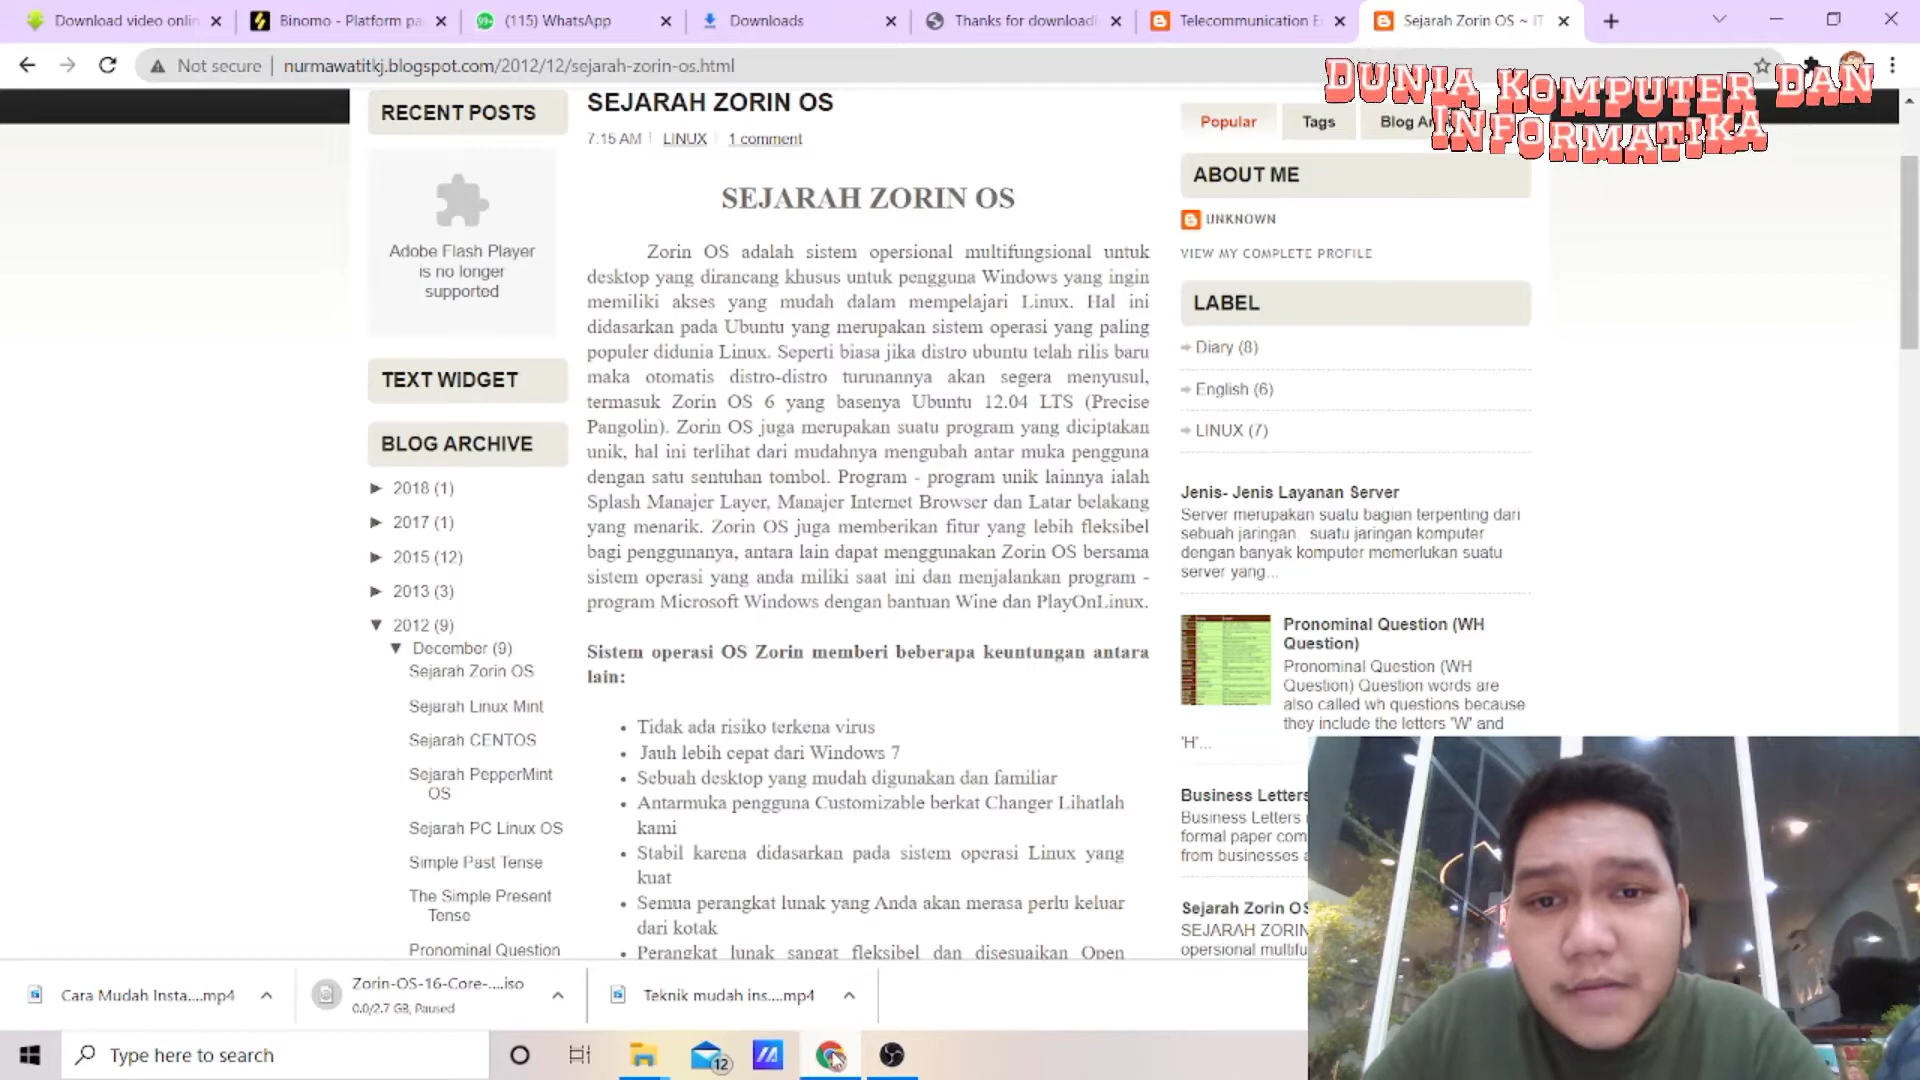 Download video onlin
Binomo - Platform pa
(115) WhatsApp
Downloads
Thanks for downloadi
Telecommunication E
Sejarah Zorin OS ~ IT
Not secure
nurmawatitkj.blogspot.com/2012/12/sejarah-zorin-os.html
DUNIA KOMPUTER DAN
INFORMATIKA
RECENT POSTS
Adobe Flash Player
is no longer
supported
TEXT WIDGET
BLOG ARCHIVE
► 2018 (1)
► 2017 (1)
► 2015 (12)
► 2013 (3)
▼ 2012 (9)
▼ December (9)
Sejarah Zorin OS
Sejarah Linux Mint
Sejarah CENTOS
Sejarah PepperMint
OS
Sejarah PC Linux OS
Simple Past Tense
The Simple Present
Tense
Pronominal Question
SEJARAH ZORIN OS
7:15 AM LINUX 1 comment
SEJARAH ZORIN OS
Zorin OS adalah sistem opersional multifungsional untuk
desktop yang dirancang khusus untuk pengguna Windows yang ingin
memiliki akses yang mudah dalam mempelajari Linux. Hal ini
didasarkan pada Ubuntu yang merupakan sistem operasi yang paling
populer didunia Linux. Seperti biasa jika distro ubuntu telah rilis baru
maka otomatis distro-distro turunannya akan segera menyusul,
termasuk Zorin OS 6 yang basenya Ubuntu 12.04 LTS (Precise
Pangolin). Zorin OS juga merupakan suatu program yang diciptakan
unik, hal ini terlihat dari mudahnya mengubah antar muka pengguna
dengan satu sentuhan tombol. Program - program unik lainnya ialah
Splash Manajer Layer, Manajer Internet Browser dan Latar belakang
yang menarik. Zorin OS juga memberikan fitur yang lebih fleksibel
bagi penggunanya, antara lain dapat menggunakan Zorin OS bersama
sistem operasi yang anda miliki saat ini dan menjalankan program -
program Microsoft Windows dengan bantuan Wine dan PlayOnLinux.
Sistem operasi OS Zorin memberi beberapa keuntungan antara
lain:
• Tidak ada risiko terkena virus
• Jauh lebih cepat dari Windows 7
• Sebuah desktop yang mudah digunakan dan familiar
• Antarmuka pengguna Customizable berkat Changer Lihatlah
kami
• Stabil karena didasarkan pada sistem operasi Linux yang
kuat
• Semua perangkat lunak yang Anda akan merasa perlu keluar
dari kotak
• Perangkat lunak sangat fleksibel dan disesuaikan Open
Popular
Tags
Blog Ar
ABOUT ME
UNKNOWN
VIEW MY COMPLETE PROFILE
LABEL
Diary (8)
English (6)
LINUX (7)
Jenis- Jenis Layanan Server
Server merupakan suatu bagian terpenting dari
sebuah jaringan. suatu jaringan komputer
dengan banyak komputer memerlukan suatu
server yang...
Pronominal Question (WH
Question)
Pronominal Question (WH
Question) Question words are
also called wh questions because
they include the letters 'W' and
'H'...
Business Letters
Business Letters
formal paper com
from businesses
Sejarah Zorin OS
SEJARAH ZORIN
opersional multifu
Cara Mudah Insta....mp4
Zorin-OS-16-Core-....iso
0.0/2.7 GB, Paused
Teknik mudah ins....mp4
Type here to search
12